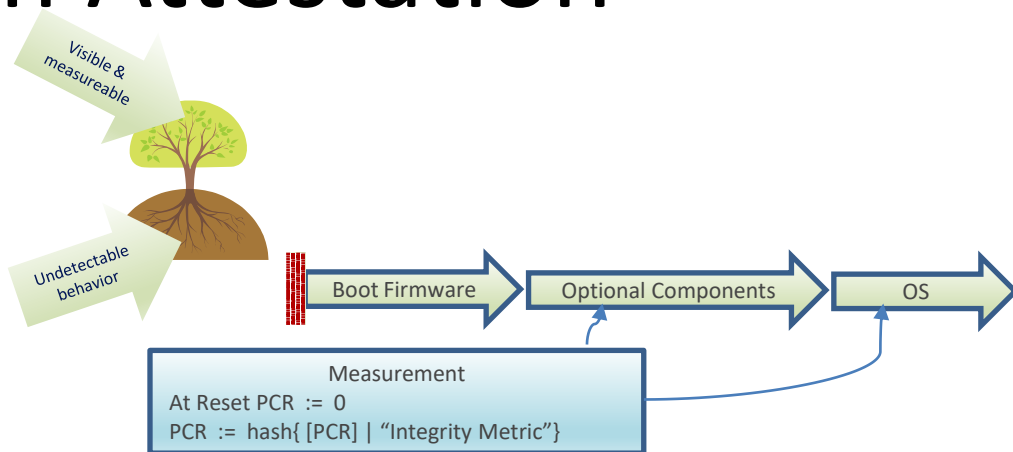 n Attestation
Visible &
measureable
Undetectable
behavior
Boot Firmware
Optional Components
OS
Measurement
At Reset PCR := 0
PCR := hash{ [PCR] | “Integrity Metric”}